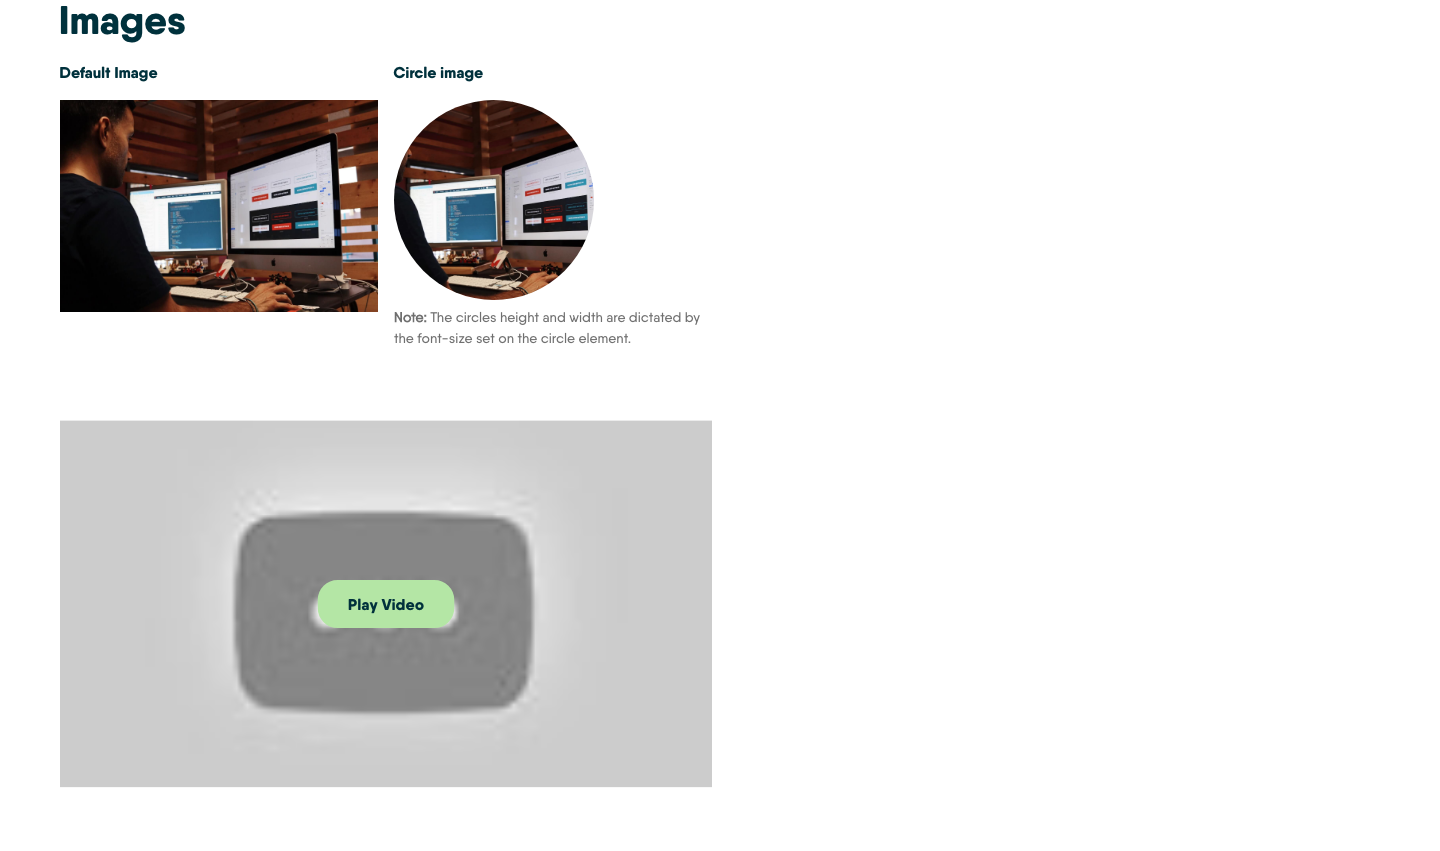 Images
Default Image
Circle image
Note: The circles height and width are dictated by
the font-size set on the circle element.
Play Video